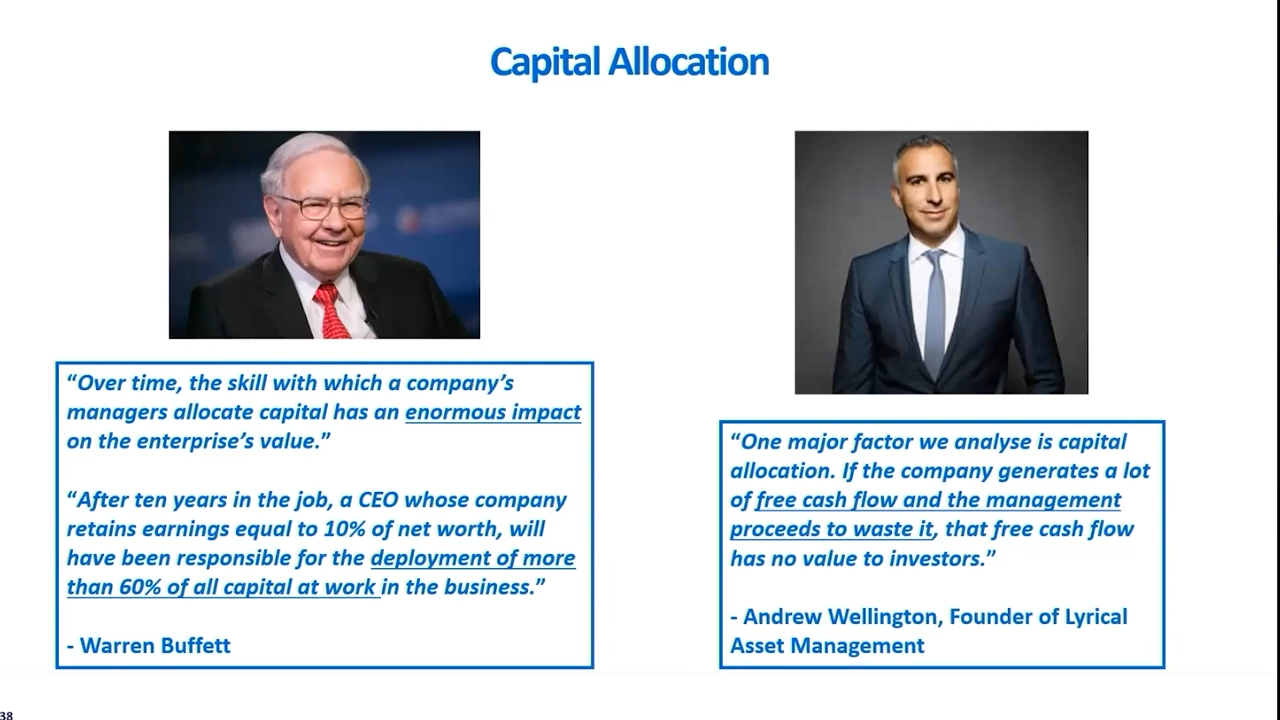 Capital Allocation
“Over time, the skill with which a company’s
managers allocate capital has an enormous impact
on the enterprise’s value.”
“After ten years in the job, a CEO whose company
retains earnings equal to 10% of net worth, will
have been responsible for the deployment of more
than 60% of all capital at work in the business.”
- Warren Buffett
“One major factor we analyse is capital
allocation. If the company generates a lot
of free cash flow and the management
proceeds to waste it, that free cash flow
has no value to investors.”
- Andrew Wellington, Founder of Lyrical
Asset Management
38